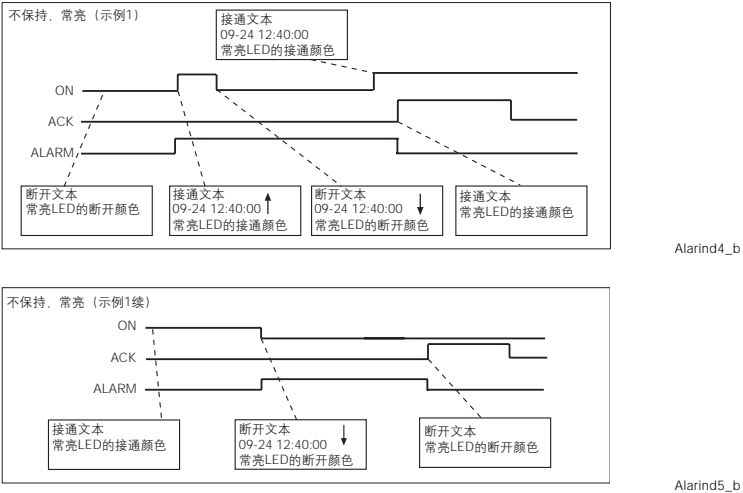 不保持，常亮（示例1）
接通文本
09-24 12:40:00
常亮LED的接通颜色
ON
ACK
ALARM
断开文本
常亮LED的断开颜色
接通文本
09-24 12:40:00
常亮LED的接通颜色
断开文本
09-24 12:40:00
常亮LED的断开颜色
接通文本
常亮LED的接通颜色
Alarind4_b
不保持，常亮（示例1续）
ON
ACK
ALARM
接通文本
常亮LED的接通颜色
断开文本
09-24 12:40:00
常亮LED的断开颜色
断开文本
常亮LED的断开颜色
Alarind5_b